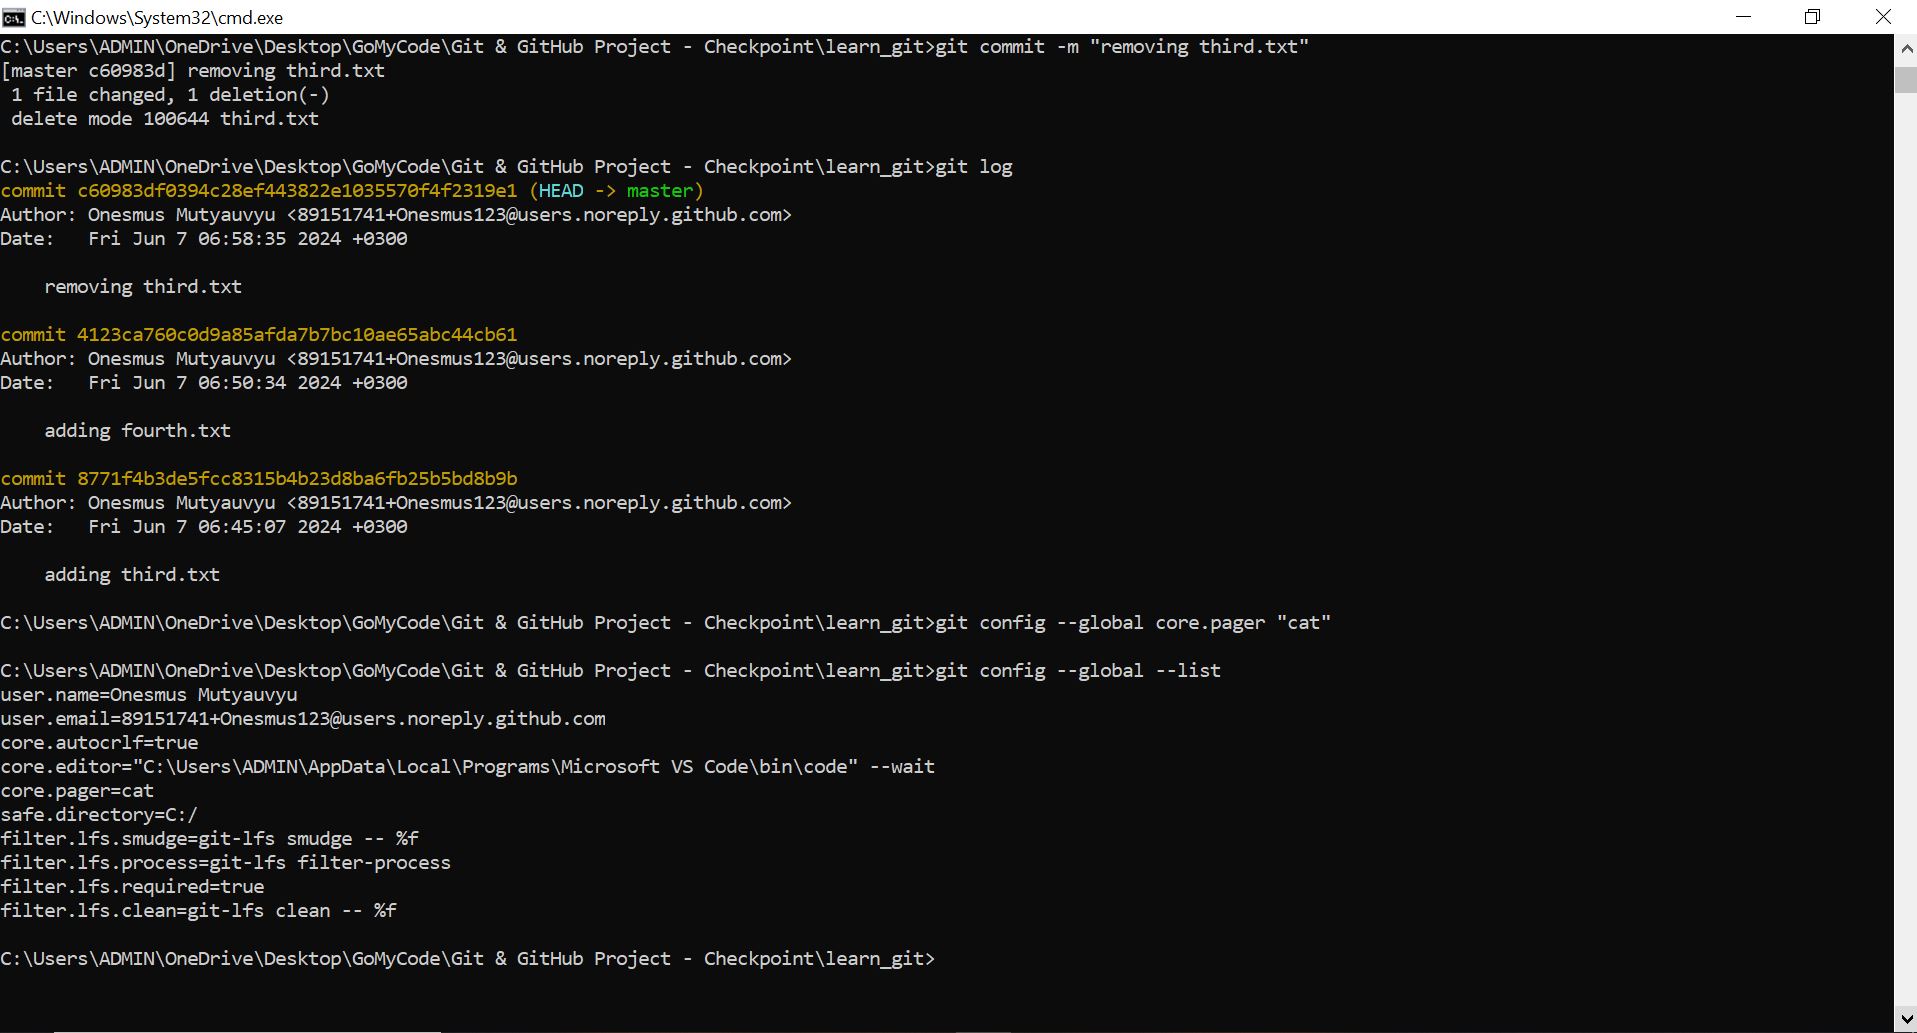 C:\Windows\System32\cmd.exe
C:\Users\ADMIN\OneDrive\Desktop\GoMyCode\Git & GitHub Project - Checkpoint\learn_git>git commit -m "removing third.txt"
[master c60983d] removing third.txt
 1 file changed, 1 deletion(-)
 delete mode 100644 third.txt

C:\Users\ADMIN\OneDrive\Desktop\GoMyCode\Git & GitHub Project - Checkpoint\learn_git>git log
commit c60983df0394c28ef443822e1035570f4f2319e1 (HEAD -> master)
Author: Onesmus Mutyauvyu <89151741+Onesmus123@users.noreply.github.com>
Date:   Fri Jun 7 06:58:35 2024 +0300

    removing third.txt

commit 4123ca760c0d9a85afda7b7bc10ae65abc44cb61
Author: Onesmus Mutyauvyu <89151741+Onesmus123@users.noreply.github.com>
Date:   Fri Jun 7 06:50:34 2024 +0300

    adding fourth.txt

commit 8771f4b3de5fcc8315b4b23d8ba6fb25b5bd8b9b
Author: Onesmus Mutyauvyu <89151741+Onesmus123@users.noreply.github.com>
Date:   Fri Jun 7 06:45:07 2024 +0300

    adding third.txt

C:\Users\ADMIN\OneDrive\Desktop\GoMyCode\Git & GitHub Project - Checkpoint\learn_git>git config --global core.pager "cat"

C:\Users\ADMIN\OneDrive\Desktop\GoMyCode\Git & GitHub Project - Checkpoint\learn_git>git config --global --list
user.name=Onesmus Mutyauvyu
user.email=89151741+Onesmus123@users.noreply.github.com
core.autocrlf=true
core.editor="C:\Users\ADMIN\AppData\Local\Programs\Microsoft VS Code\bin\code" --wait
core.pager=cat
safe.directory=C:/
filter.lfs.smudge=git-lfs smudge -- %f
filter.lfs.process=git-lfs filter-process
filter.lfs.required=true
filter.lfs.clean=git-lfs clean -- %f

C:\Users\ADMIN\OneDrive\Desktop\GoMyCode\Git & GitHub Project - Checkpoint\learn_git>